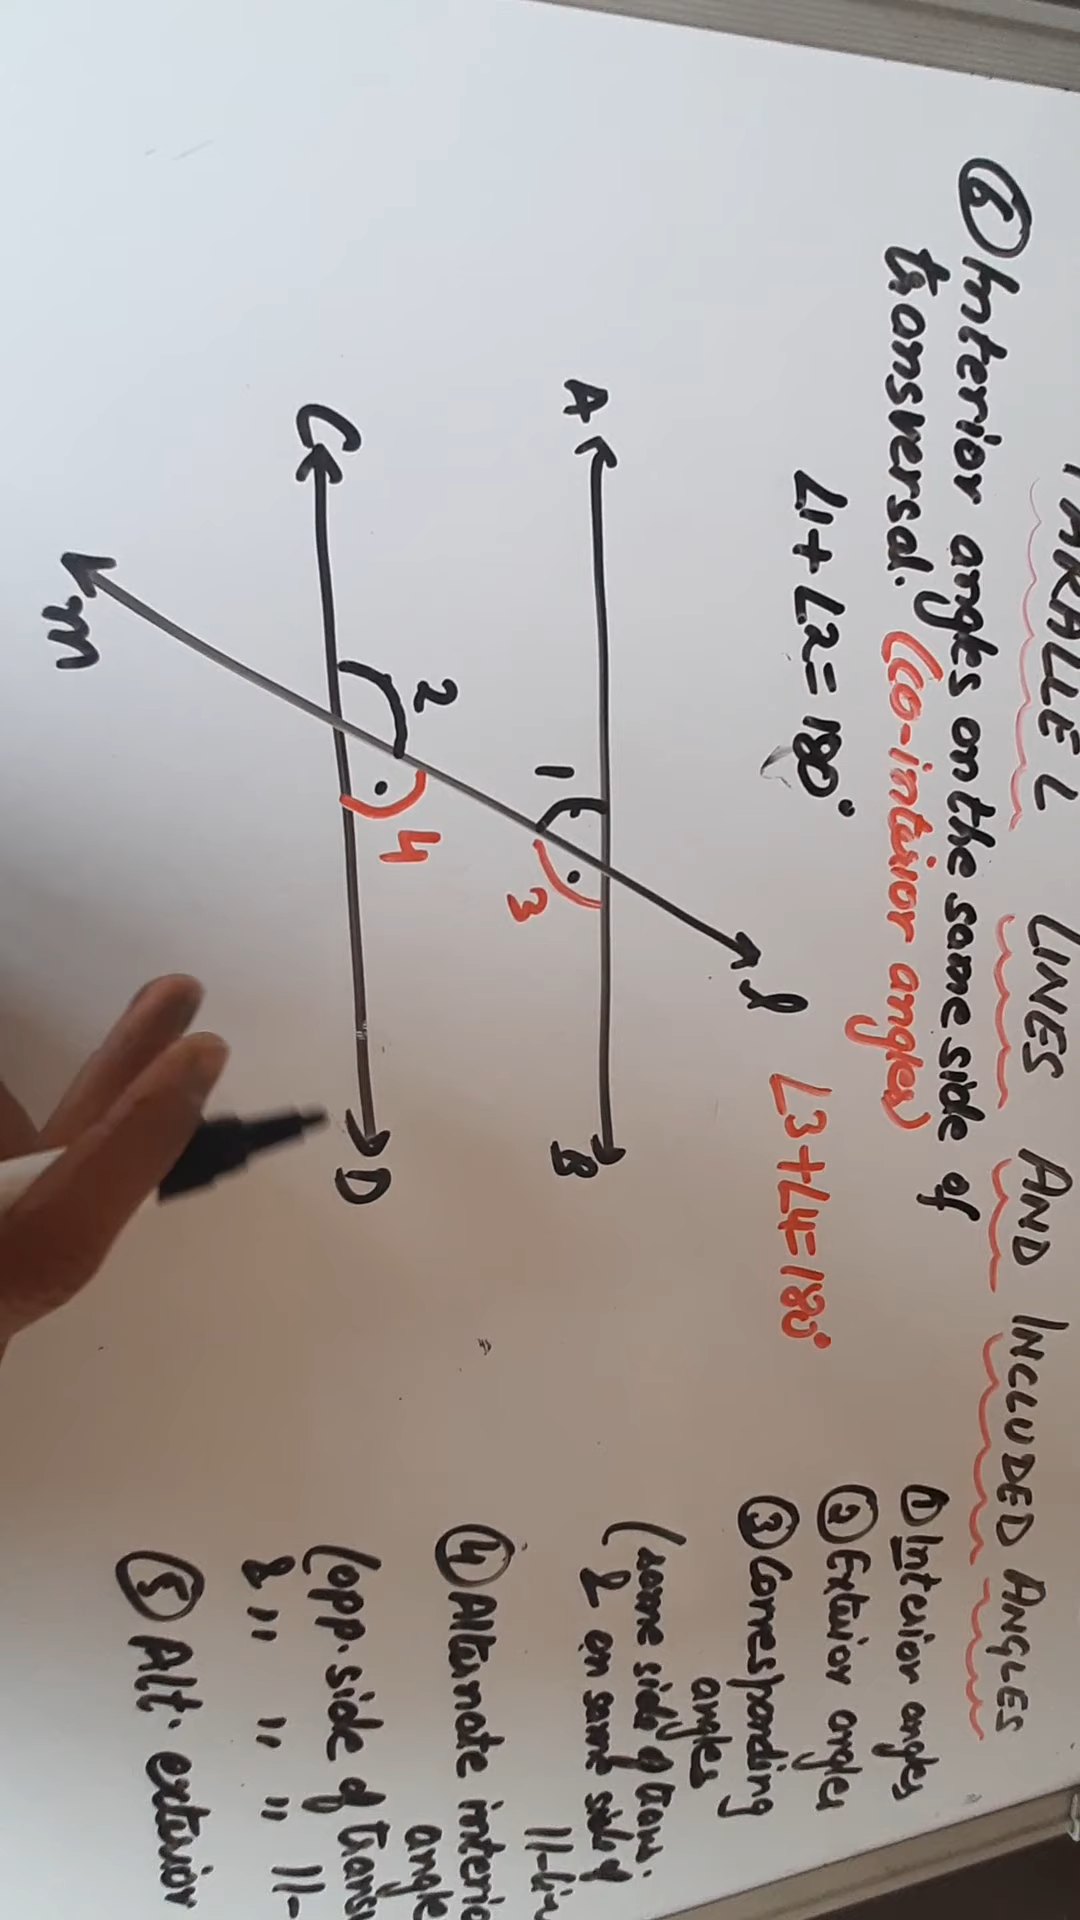 PARALLEL LINES AND INCLUDED ANGLES
⑥ Interior angles on the same side of
transversal. (co-interior angles)
∠1+∠2=180°
∠3+∠4=180°
l
A
B
1
3
2
4
C
D
m
① Interior angles
② Exterior angles
③ Corresponding
angles
(same side of trans.
& on same side of
||-lin
④ Alternate interio
angle
(opp. side of trans
& " " " ||-
⑤ Alt. exterior